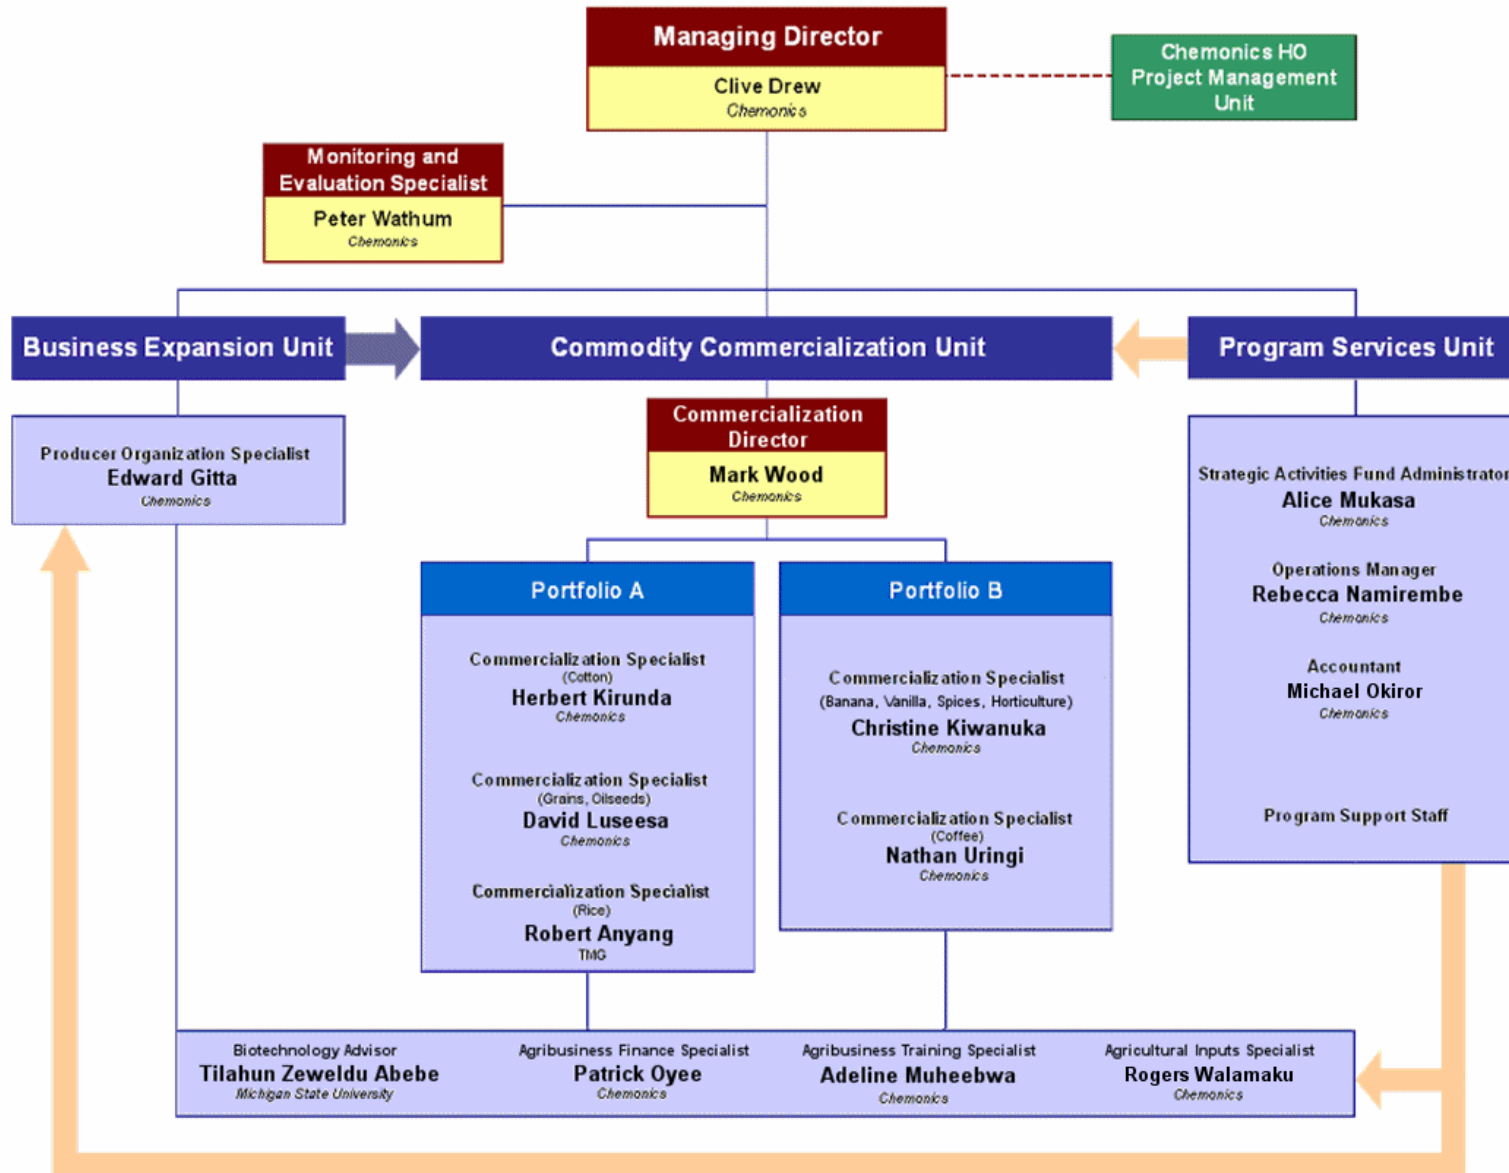 Managing Director
Clive Drew
Chemonics
Chemonics HO
Project Management
Unit
Monitoring and
Evaluation Specialist
Peter Wathum
Chemonics
Business Expansion Unit
Commodity Commercialization Unit
Program Services Unit
Producer Organization Specialist
Edward Gitta
Chemonics
Commercialization
Director
Mark Wood
Chemonics
Strategic Activities Fund Administrator
Alice Mukasa
Chemonics
Operations Manager
Rebecca Namirembe
Chemonics
Accountant
Michael Okiror
Chemonics
Program Support Staff
Portfolio A
Commercialization Specialist
(Cotton)
Herbert Kirunda
Chemonics
Commercialization Specialist
(Grains, Oilseeds)
David Luseesa
Chemonics
Commercialization Specialist
(Rice)
Robert Anyang
TMG
Portfolio B
Commercialization Specialist
(Banana, Vanilla, Spices, Horticulture)
Christine Kiwanuka
Chemonics
Commercialization Specialist
(Coffee)
Nathan Uringi
Chemonics
Biotechnology Advisor
Tilahun Zeweldu Abebe
Michigan State University
Agribusiness Finance Specialist
Patrick Oyee
Chemonics
Agribusiness Training Specialist
Adeline Muheebwa
Chemonics
Agricultural Inputs Specialist
Rogers Walamaku
Chemonics